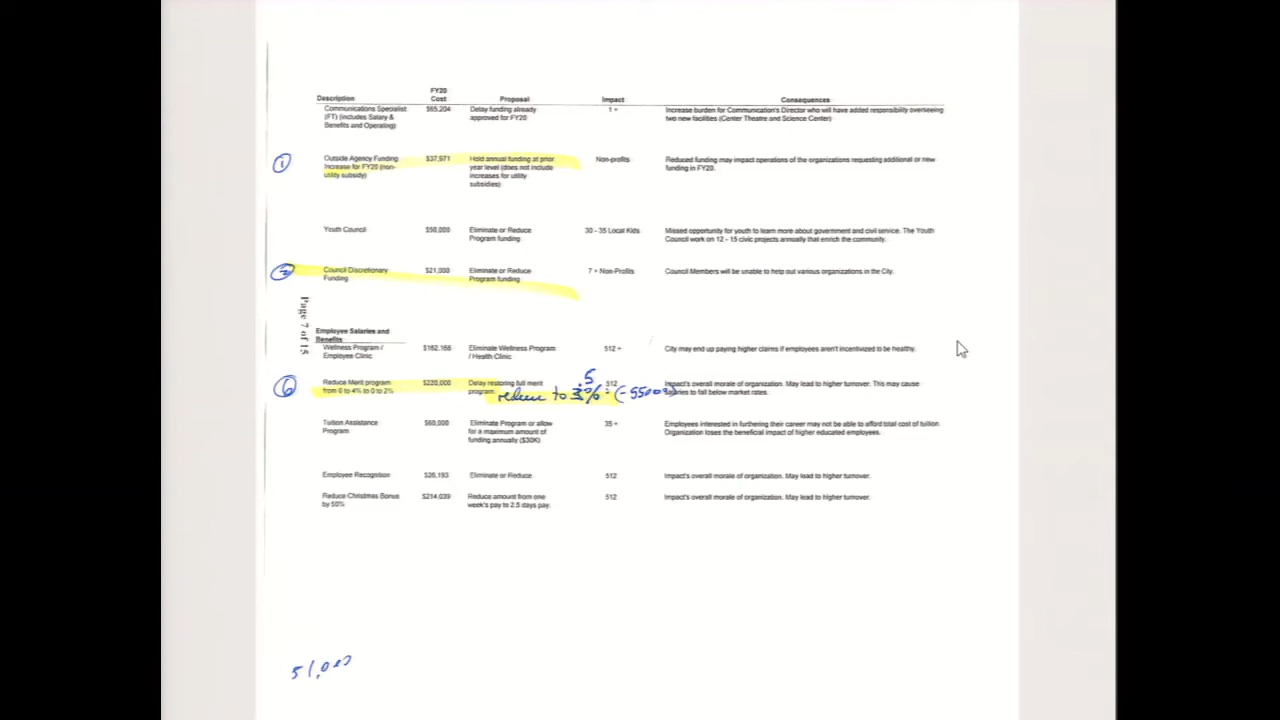 FY20
Description Cost Proposal Impact Consequences
Communications Specialist $65,204 Delay funding already 1 + Increase burden for Communication's Director who will have added responsibility overseeing
(FT) (includes Salary & approved for FY20 two new facilities (Center Theatre and Science Center)
Benefits and Operating)
1 Outside Agency Funding $37,971 Hold annual funding at prior Non-profits Reduced funding may impact operations of the organizations requesting additional or new
Increase for FY20 (non- year level (does not include funding in FY20.
utility subsidy) increases for utility
subsidies)
Youth Council $50,000 Eliminate or Reduce 30 - 35 Local Kids Missed opportunity for youth to learn more about government and civil service. The Youth
Program funding Council work on 12 - 15 civic projects annually that enrich the community.
Council Discretionary $21,000 Eliminate or Reduce 7 + Non-Profits Council Members will be unable to help out various organizations in the City.
Funding Program funding
Page 7 of 15
Employee Salaries and
Benefits
Wellness Program / $162,168 Eliminate Wellness Program 512 + City may end up paying higher claims if employees aren't incentivized to be healthy.
Employee Clinic / Health Clinic
6 Reduce Merit program $220,000 Delay restoring full merit 512 Impact's overall morale of organization. May lead to higher turnover. This may cause
from 0 to 4% to 0 to 2% program. salaries to fall below market rates.
reduce to 3.5%
Tuition Assistance $60,000 Eliminate Program or allow 35 + Employees interested in furthering their career may not be able to afford total cost of tuition.
Program for a maximum amount of Organization loses the beneficial impact of higher educated employees.
funding annually ($30K)
Employee Recognition $26,193 Eliminate or Reduce 512 Impact's overall morale of organization. May lead to higher turnover.
Reduce Christmas Bonus $214,039 Reduce amount from one 512 Impact's overall morale of organization. May lead to higher turnover.
by 50% week's pay to 2.5 days pay.
51,000